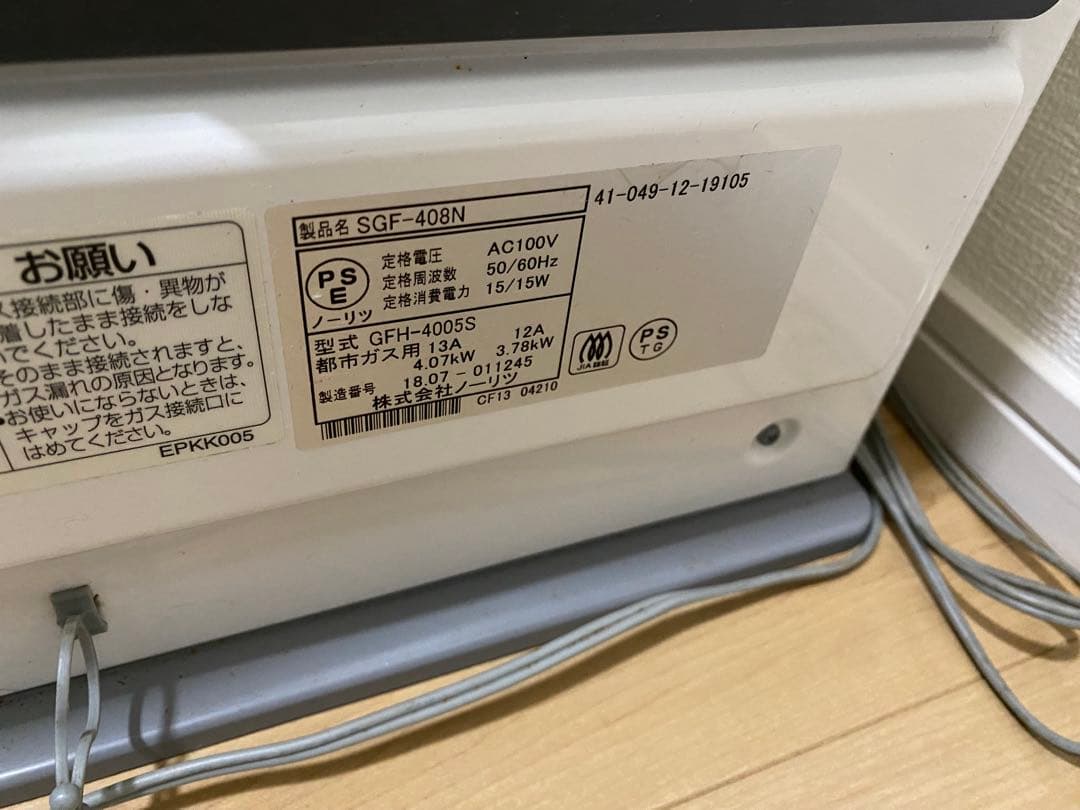 お願い
ス接続部に傷・異物が
着したまま接続をしな
いでください。
そのまま接続されますと、
ガス漏れの原因となります。
お使いにならないときは、
キャップをガス接続口に
はめてください。
EPKK005
製品名 SGF-408N
41-049-12-19105
PS
E
ノーリツ
定格電圧 AC100V
定格周波数 50/60Hz
定格消費電力 15/15W
型式 GFH-4005S
都市ガス用 13A 12A
4.07kW 3.78kW
製造番号 18.07-011245
株式会社ノーリツ
CF13 04210
JIA認証
PS
TG